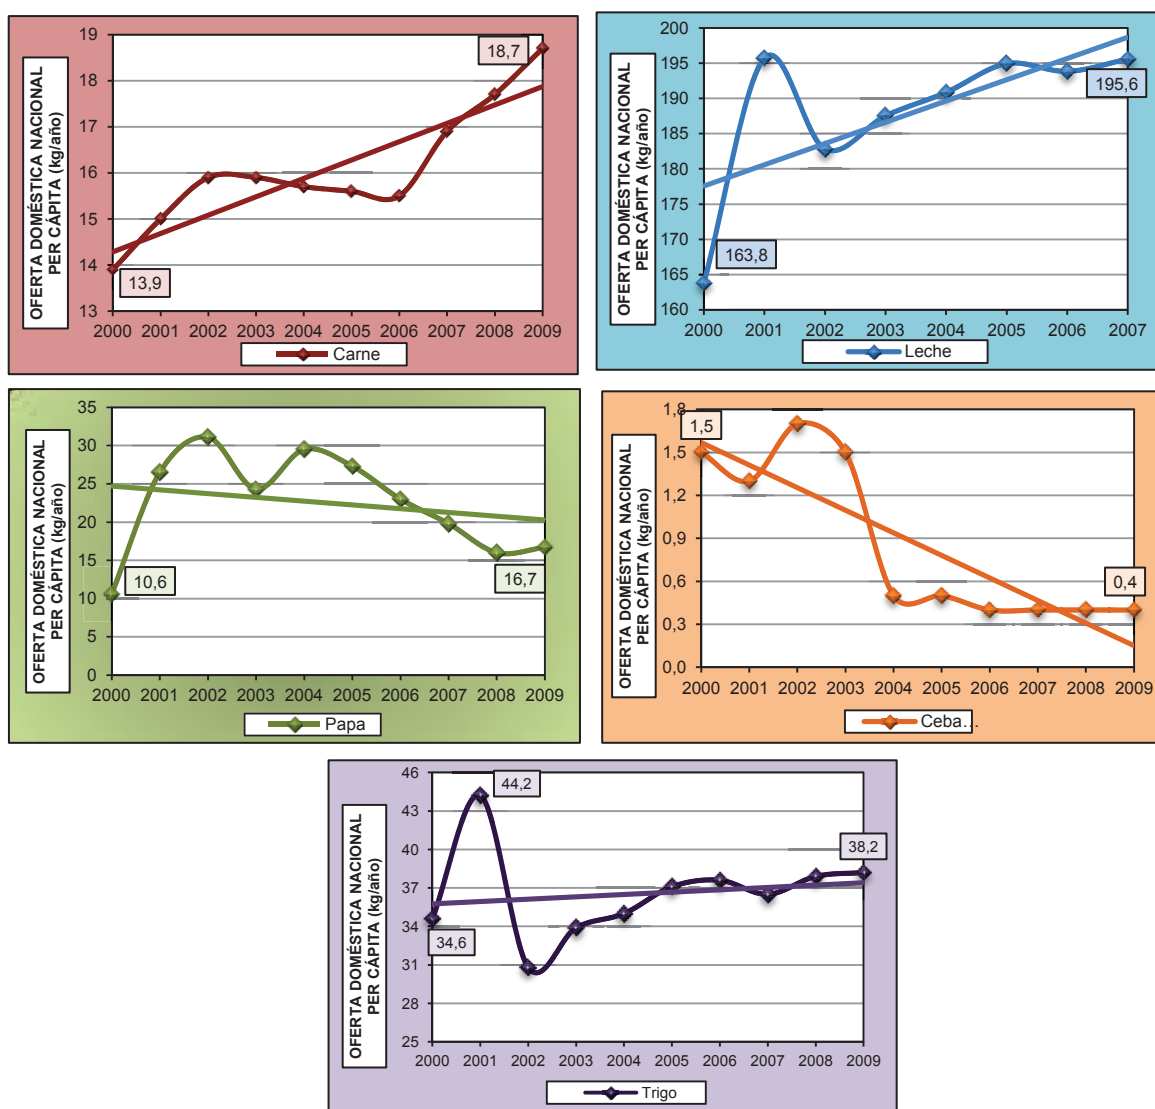 OFERTA DOMÉSTICA NACIONAL
PER CÁPITA (kg/año)
19
18
17
16
15
14
13
18,7
13,9
2000 2001 2002 2003 2004 2005 2006 2007 2008 2009
Carne
OFERTA DOMÉSTICA NACIONAL
PER CÁPITA (kg/año)
200
195
190
185
180
175
170
165
160
195,6
163,8
2000 2001 2002 2003 2004 2005 2006 2007
Leche
OFERTA DOMÉSTICA NACIONAL
PER CÁPITA (kg/año)
35
30
25
20
15
10
5
0
10,6
16,7
2000 2001 2002 2003 2004 2005 2006 2007 2008 2009
Papa
OFERTA DOMÉSTICA NACIONAL
PER CÁPITA (kg/año)
1,8
1,5
1,2
0,9
0,6
0,3
0,0
1,5
0,4
2000 2001 2002 2003 2004 2005 2006 2007 2008 2009
Ceba…
OFERTA DOMÉSTICA NACIONAL
PER CÁPITA (kg/año)
46
43
40
37
34
31
28
25
44,2
38,2
34,6
2000 2001 2002 2003 2004 2005 2006 2007 2008 2009
Trigo